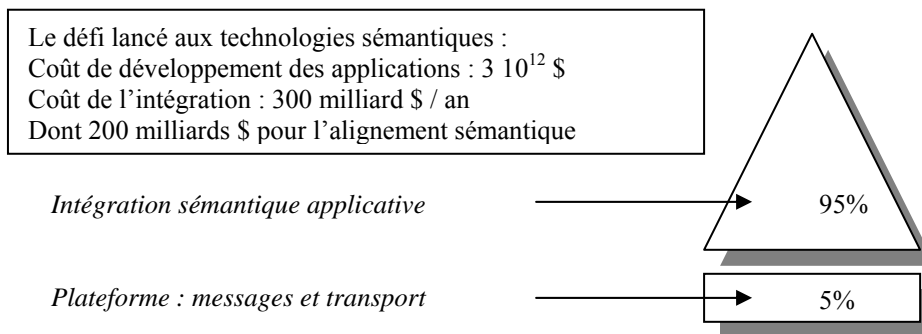 Le défi lancé aux technologies sémantiques :
Coût de développement des applications : 3 10¹² $
Coût de l’intégration : 300 milliard $ / an
Dont 200 milliards $ pour l’alignement sémantique
Intégration sémantique applicative 95%
Plateforme : messages et transport 5%